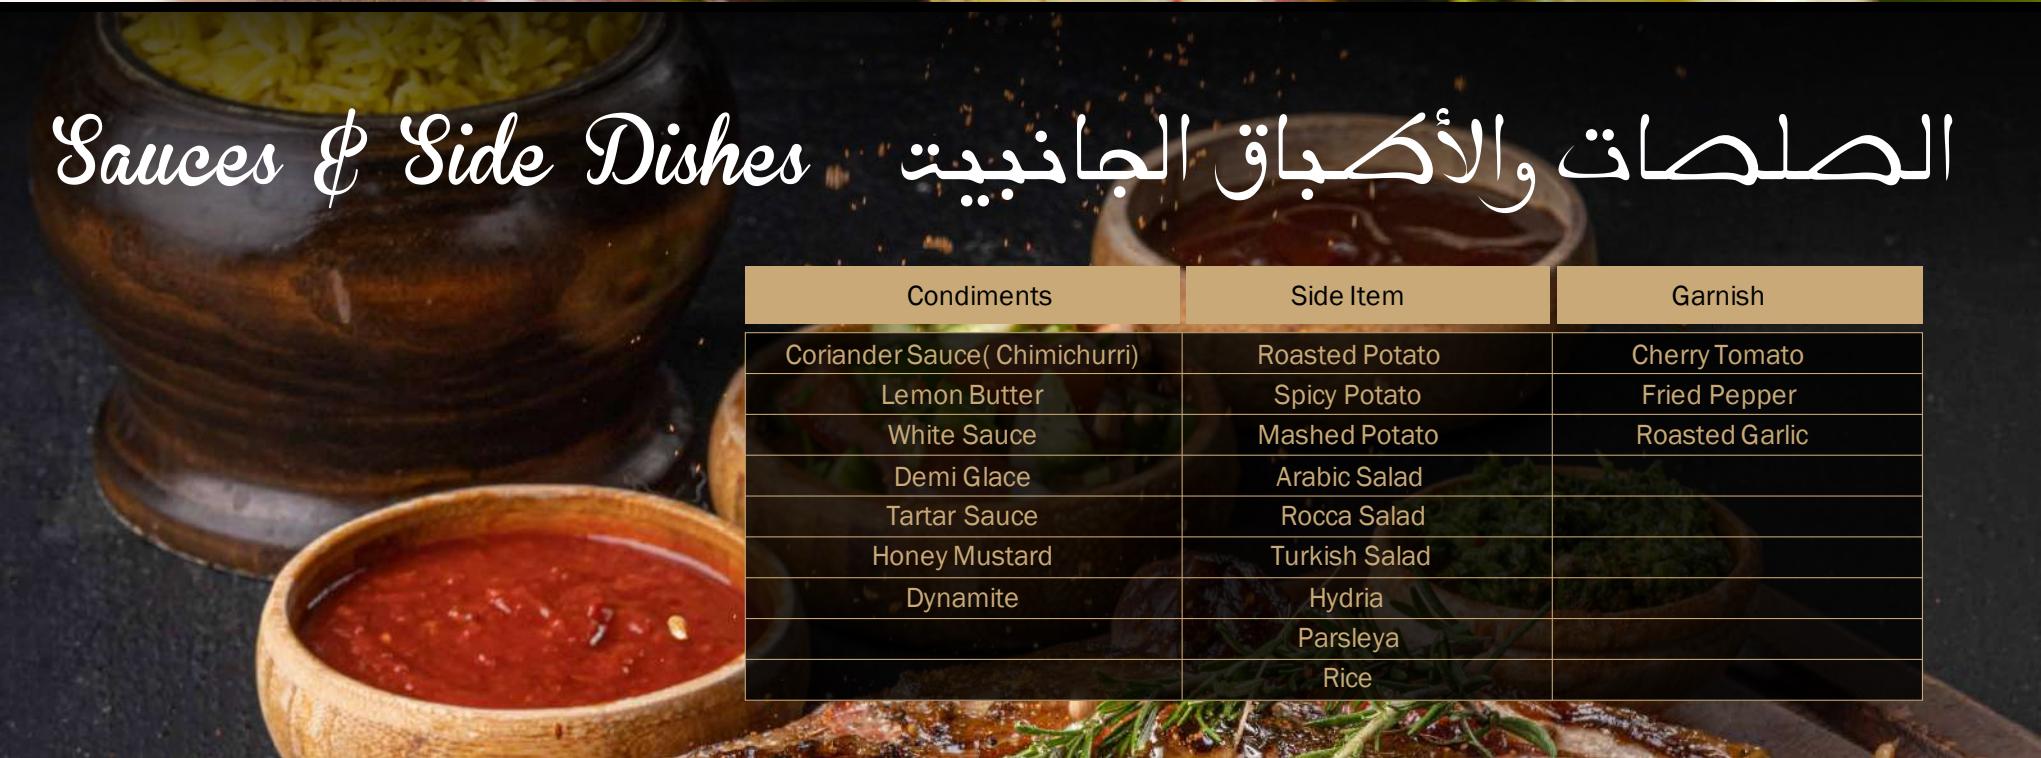 Sauces & Side Dishes الصلصات والأطباق الجانبية
Condiments Side Item Garnish
Coriander Sauce( Chimichurri) Roasted Potato Cherry Tomato
Lemon Butter Spicy Potato Fried Pepper
White Sauce Mashed Potato Roasted Garlic
Demi Glace Arabic Salad
Tartar Sauce Rocca Salad
Honey Mustard Turkish Salad
Dynamite Hydria
Parsleya
Rice